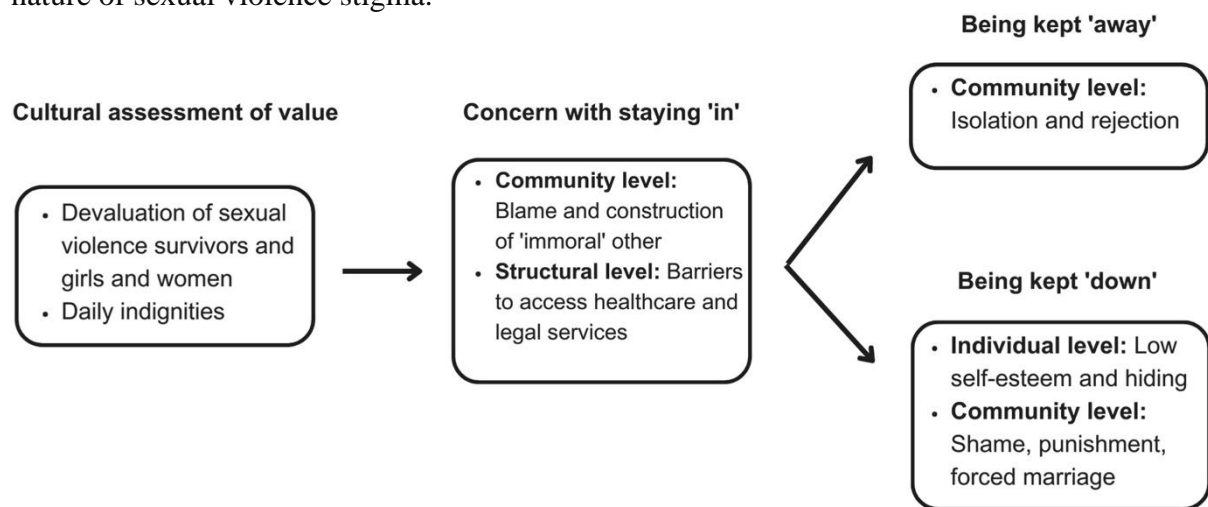 nature of sexual violence stigma.
Cultural assessment of value
• Devaluation of sexual
violence survivors and
girls and women
• Daily indignities
Concern with staying 'in'
• Community level:
Blame and construction
of 'immoral' other
• Structural level: Barriers
to access healthcare and
legal services
Being kept 'away'
• Community level:
Isolation and rejection
Being kept 'down'
• Individual level: Low
self-esteem and hiding
• Community level:
Shame, punishment,
forced marriage